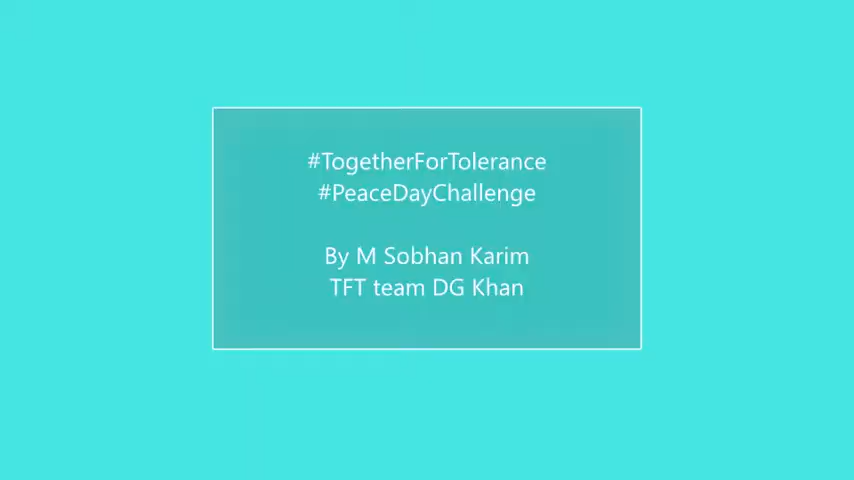 #TogetherForTolerance
#PeaceDayChallenge
By M Sobhan Karim
TFT team DG Khan